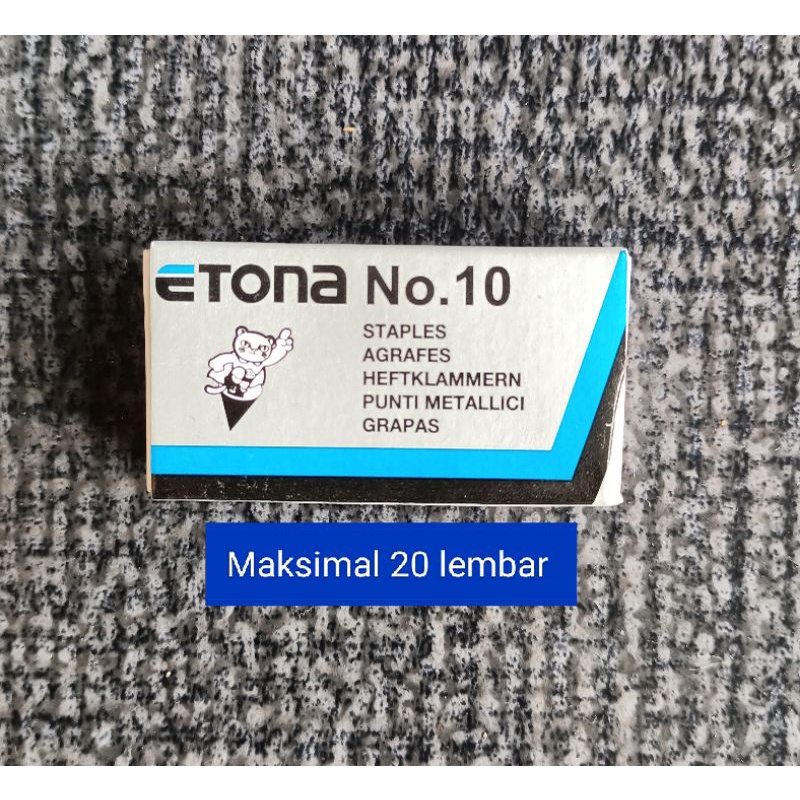 ETONA No.10
STAPLES
AGRAFES
HEFTKLAMMERN
PUNTI METALLICI
GRAPAS
Maksimal 20 lembar